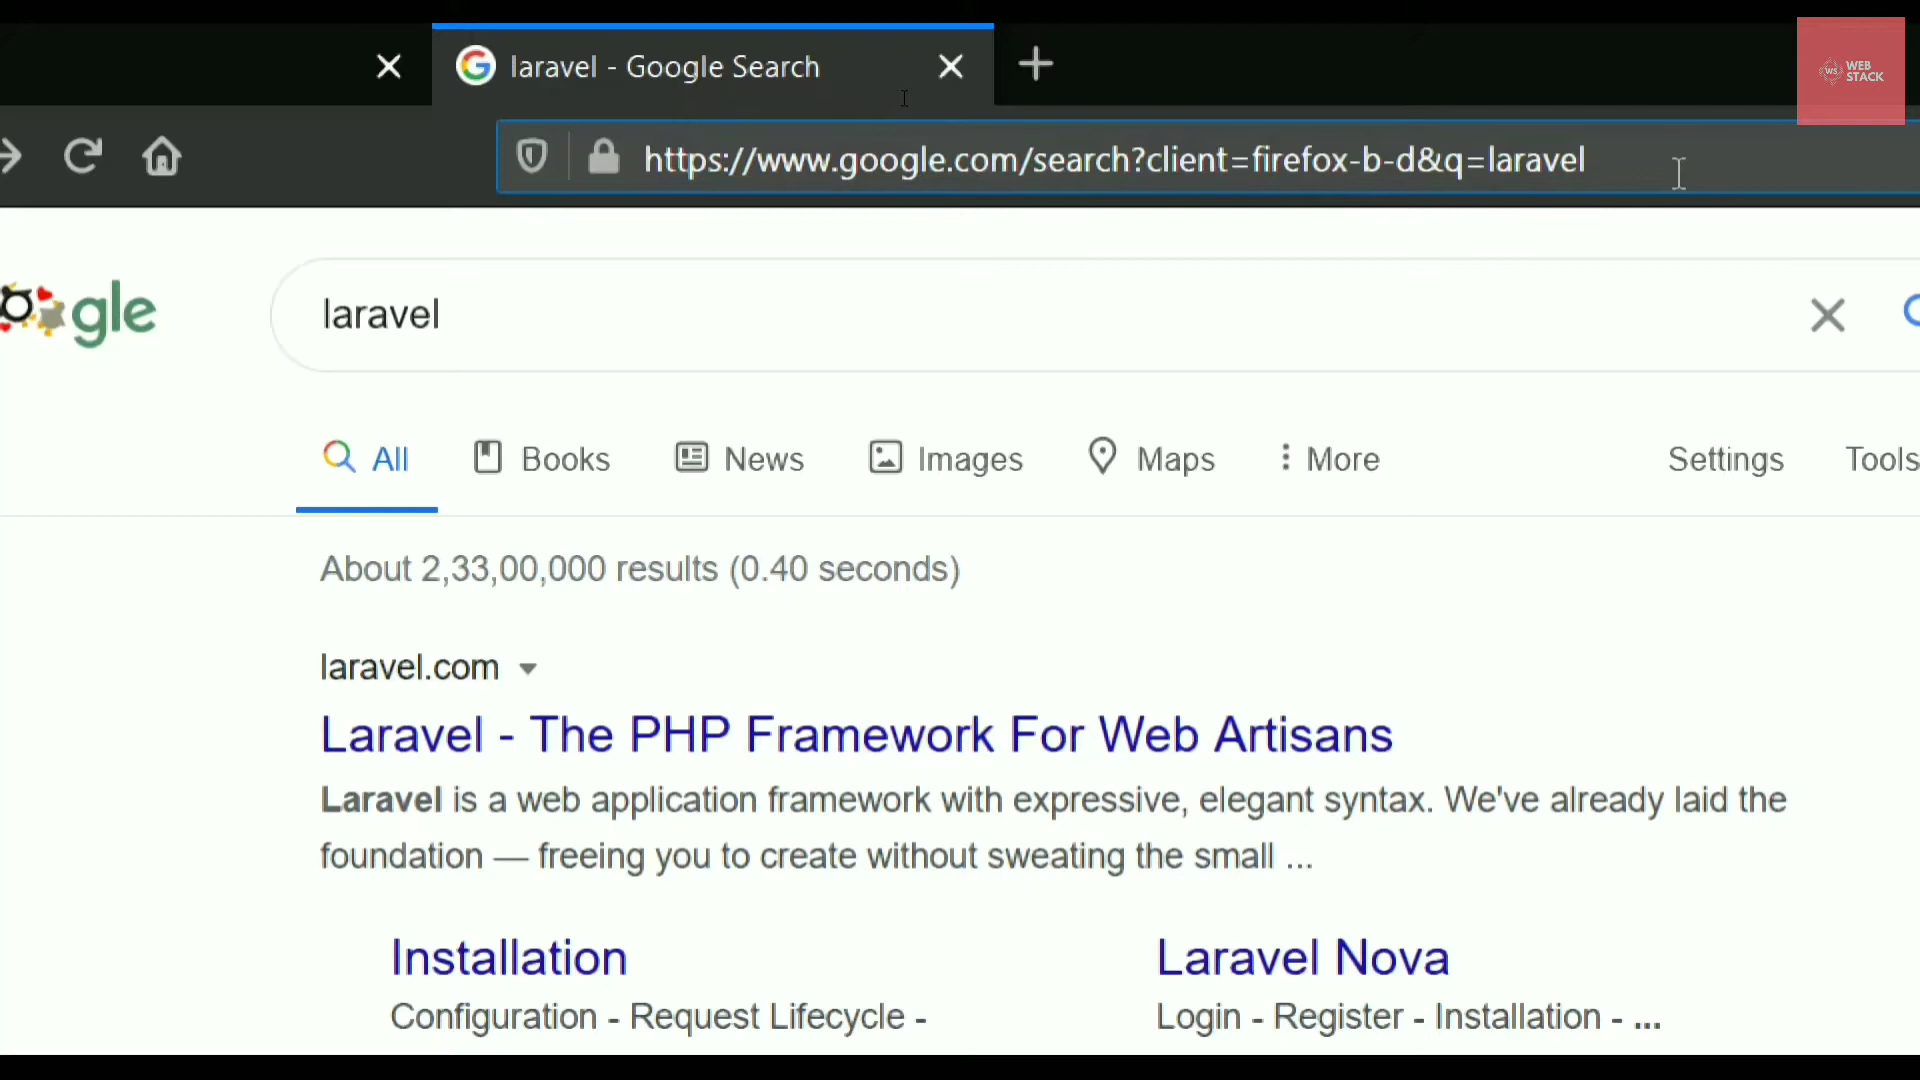 laravel - Google Search
WS WEB
STACK
https://www.google.com/search?client=firefox-b-d&q=laravel
gle
laravel
All Books News Images Maps More Settings Tools
About 2,33,00,000 results (0.40 seconds)
laravel.com
Laravel - The PHP Framework For Web Artisans
Laravel is a web application framework with expressive, elegant syntax. We've already laid the
foundation — freeing you to create without sweating the small ...
Installation Laravel Nova
Configuration - Request Lifecycle - Login - Register - Installation - ...